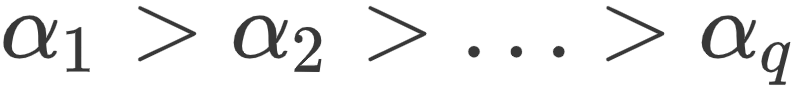 α₁ > α₂ > … > α_q